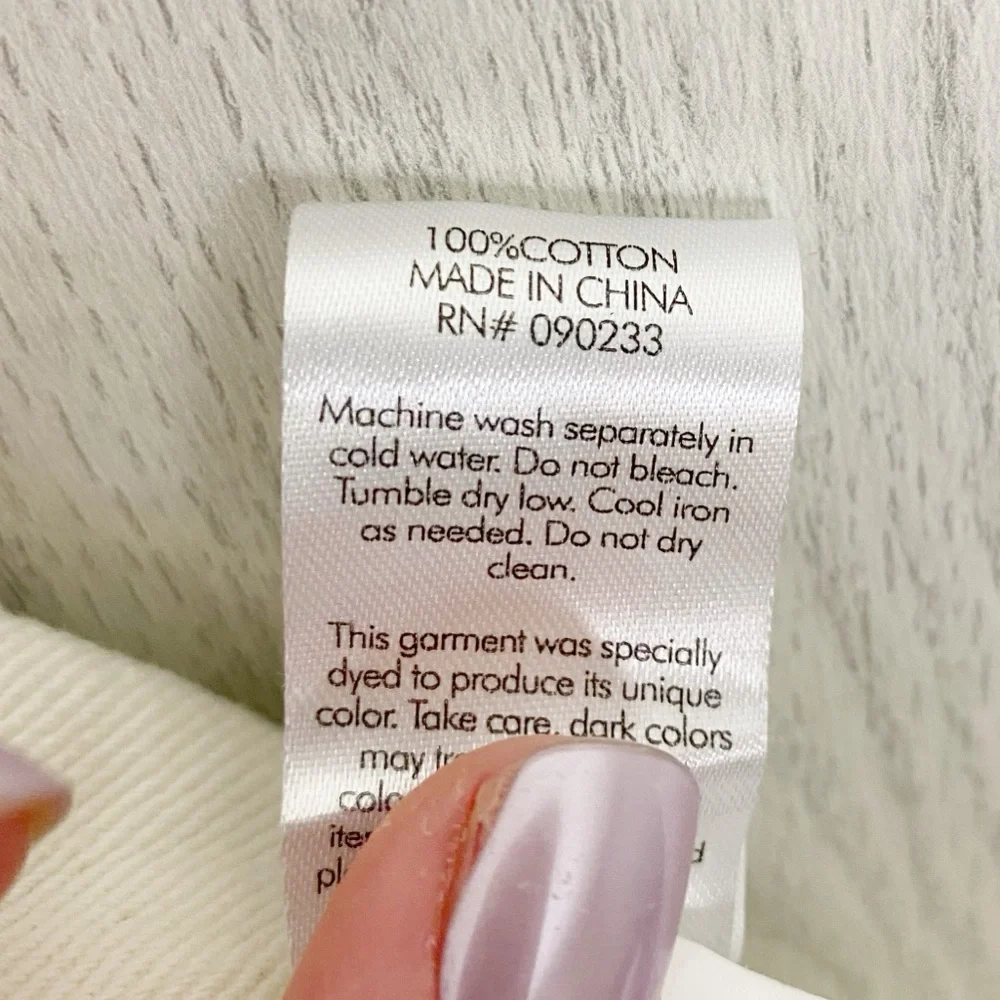 100%COTTON
MADE IN CHINA
RN# 090233
Machine wash separately in
cold water. Do not bleach.
Tumble dry low. Cool iron
as needed. Do not dry
clean.
This garment was specially
dyed to produce its unique
color. Take care, dark colors
may